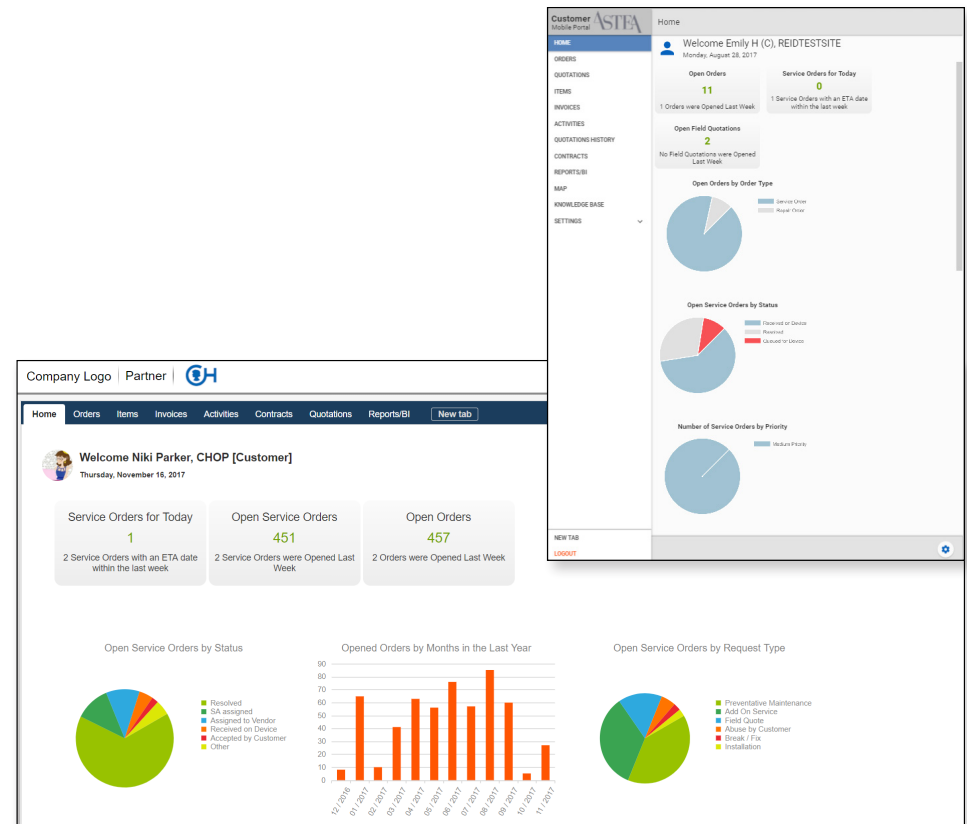 Customer
Mobile Portal
ASTEA
Home
HOME
ORDERS
QUOTATIONS
ITEMS
INVOICES
ACTIVITIES
QUOTATIONS HISTORY
CONTRACTS
REPORTS/BI
MAP
KNOWLEDGE BASE
SETTINGS
NEW TAB
LOGOUT
Welcome Emily H (C), REIDTESTSITE
Monday, August 28, 2017
Open Orders
11
1 Orders were Opened Last Week
Service Orders for Today
0
1 Service Orders with an ETA date
within the last week
Open Field Quotations
2
No Field Quotations were Opened
Last Week
Open Orders by Order Type
Service Order
Repair Order
Open Service Orders by Status
Received on Device
Resolved
Queued for Device
Number of Service Orders by Priority
Medium Priority
Company Logo Partner CH
Home Orders Items Invoices Activities Contracts Quotations Reports/BI New tab
Welcome Niki Parker, CHOP [Customer]
Thursday, November 16, 2017
Service Orders for Today
1
2 Service Orders with an ETA date
within the last week
Open Service Orders
451
2 Service Orders were Opened Last
Week
Open Orders
457
2 Orders were Opened Last Week
Open Service Orders by Status
Resolved
SA assigned
Assigned to Vendor
Received on Device
Accepted by Customer
Other
Opened Orders by Months in the Last Year
90
80
70
60
50
40
30
20
10
0
12 / 2016
01 / 2017
02 / 2017
03 / 2017
04 / 2017
05 / 2017
06 / 2017
07 / 2017
08 / 2017
09 / 2017
10 / 2017
11 / 2017
Open Service Orders by Request Type
Preventative Maintenance
Add On Service
Field Quote
Abuse by Customer
Break / Fix
Installation